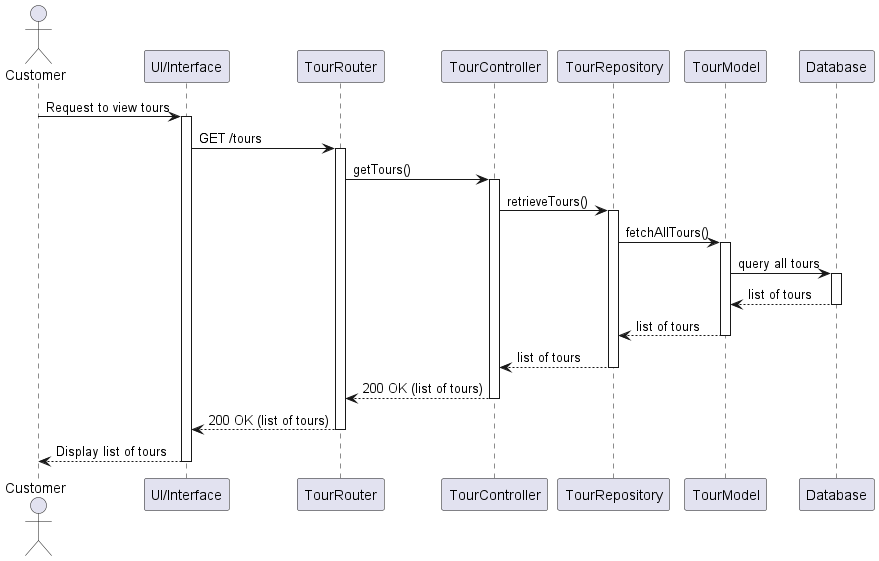 Customer
UI/Interface
TourRouter
TourController
TourRepository
TourModel
Database
Request to view tours
GET /tours
getTours()
retrieveTours()
fetchAllTours()
query all tours
list of tours
list of tours
list of tours
200 OK (list of tours)
200 OK (list of tours)
Display list of tours
Customer
UI/Interface
TourRouter
TourController
TourRepository
TourModel
Database